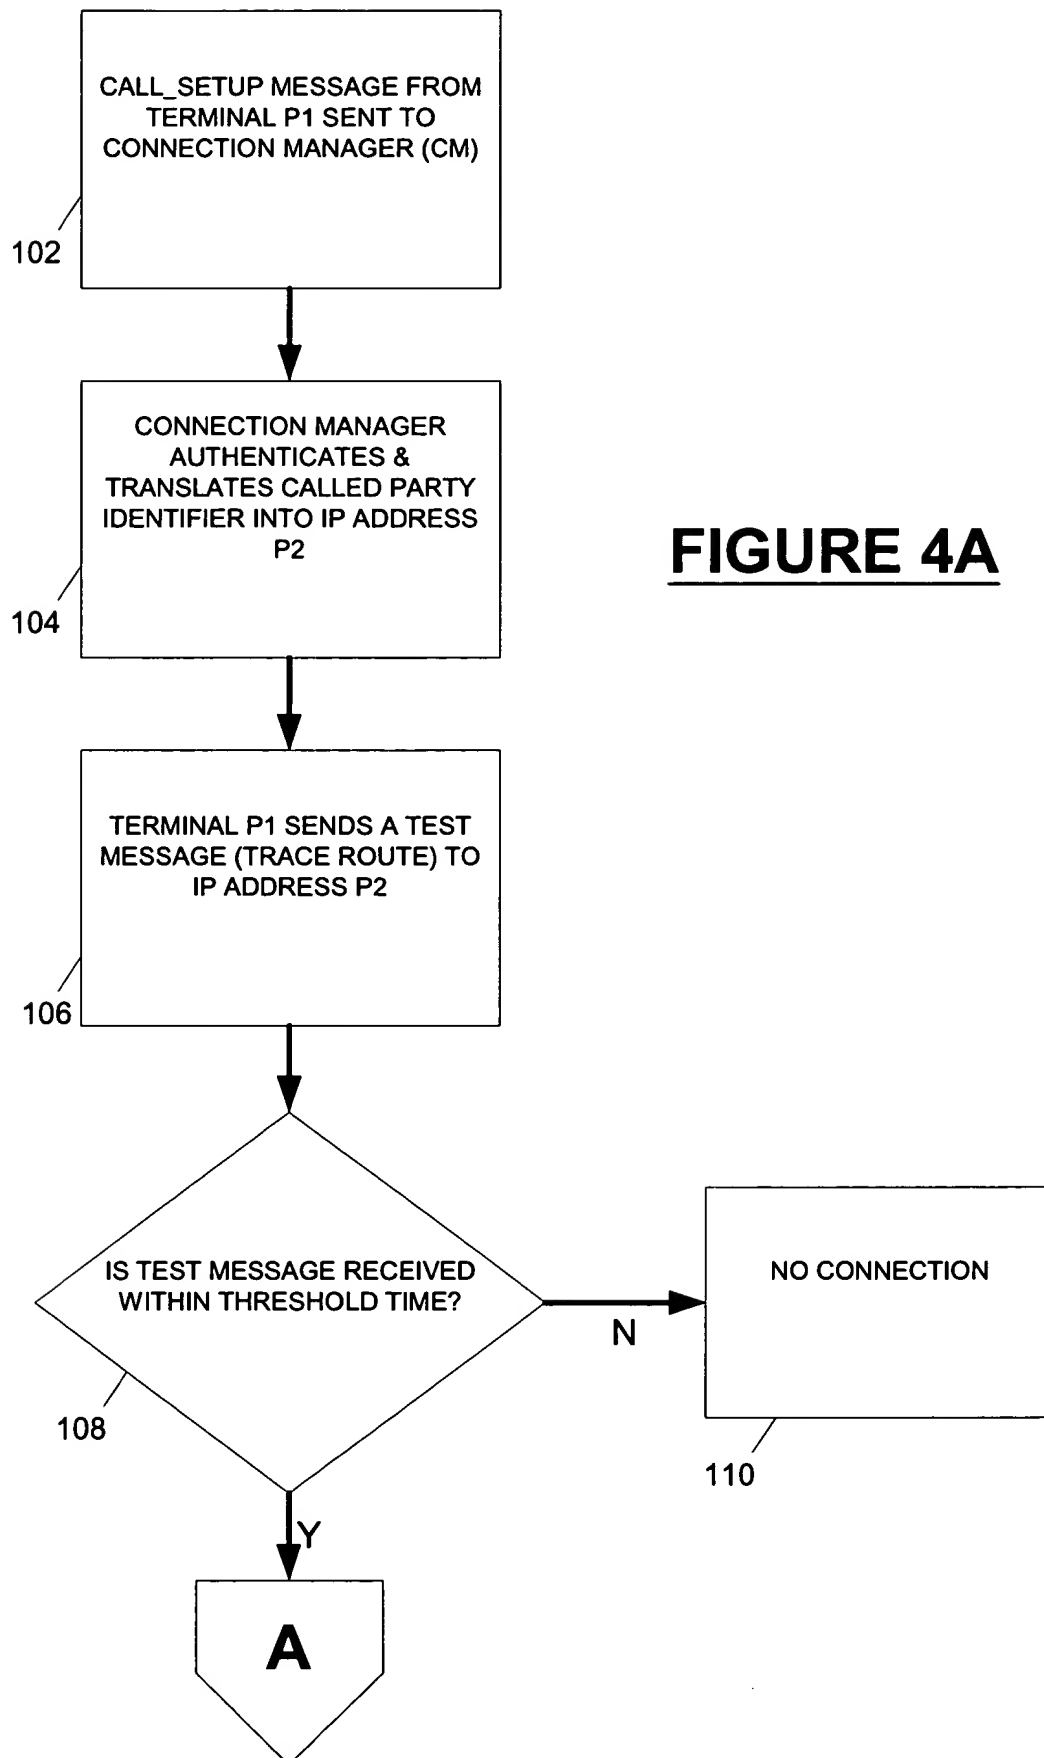 CALL_SETUP MESSAGE FROM
TERMINAL P1 SENT TO
CONNECTION MANAGER (CM)
102
CONNECTION MANAGER
AUTHENTICATES &
TRANSLATES CALLED PARTY
IDENTIFIER INTO IP ADDRESS
P2
104
FIGURE 4A
TERMINAL P1 SENDS A TEST
MESSAGE (TRACE ROUTE) TO
IP ADDRESS P2
106
IS TEST MESSAGE RECEIVED
WITHIN THRESHOLD TIME?
108
N
NO CONNECTION
110
Y
A